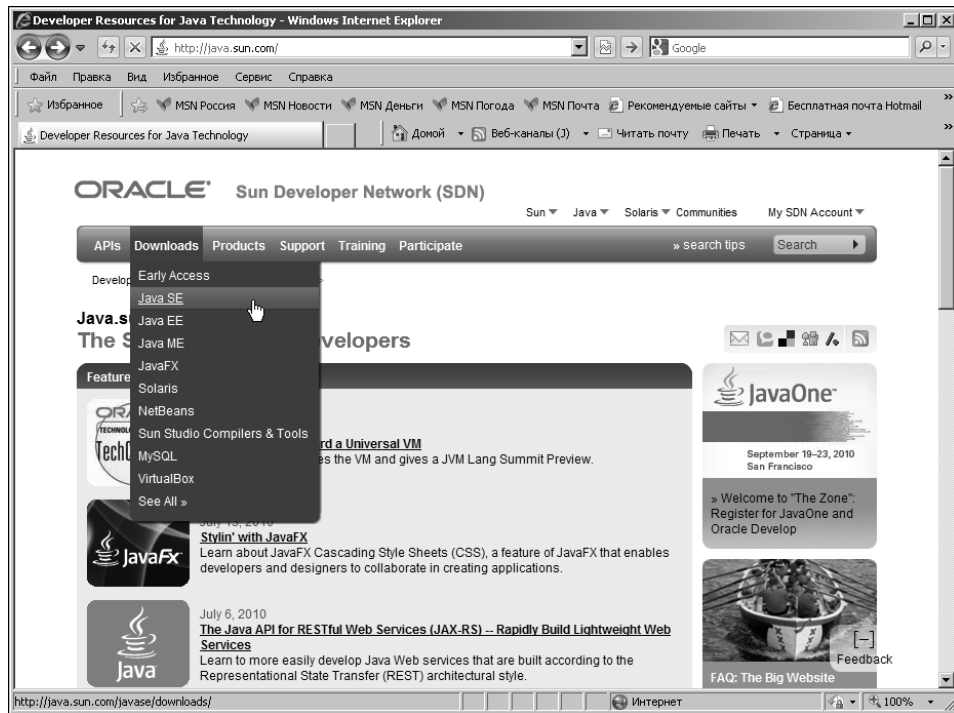 Developer Resources for Java Technology - Windows Internet Explorer
http://java.sun.com/
Google
Файл Правка Вид Избранное Сервис Справка
Избранное MSN Россия MSN Новости MSN Деньги MSN Погода MSN Почта Рекомендуемые сайты Бесплатная почта Hotmail »
Developer Resources for Java Technology
Домой Веб-каналы (J) Читать почту Печать Страница »
ORACLE Sun Developer Network (SDN)
Sun Java Solaris Communities My SDN Account
APIs Downloads Products Support Training Participate » search tips Search
Develop
Early Access
Java SE
Java EE
Java ME
JavaFX
Solaris
NetBeans
Sun Studio Compilers & Tools
MySQL
VirtualBox
See All »
Java.s
The S velopers
Feature
ORA
TECHNOL
TechC
rd a Universal VM
es the VM and gives a JVM Lang Summit Preview.
JavaFX
July 13, 2010
Stylin' with JavaFX
Learn about JavaFX Cascading Style Sheets (CSS), a feature of JavaFX that enables
developers and designers to collaborate in creating applications.
Java
July 6, 2010
The Java API for RESTful Web Services (JAX-RS) -- Rapidly Build Lightweight Web
Services
Learn to more easily develop Java Web services that are built according to the
Representational State Transfer (REST) architectural style.
JavaOne
September 19–23, 2010
San Francisco
» Welcome to "The Zone":
Register for JavaOne and
Oracle Develop
[–]
Feedback
FAQ: The Big Website
http://java.sun.com/javase/downloads/
Интернет
100%